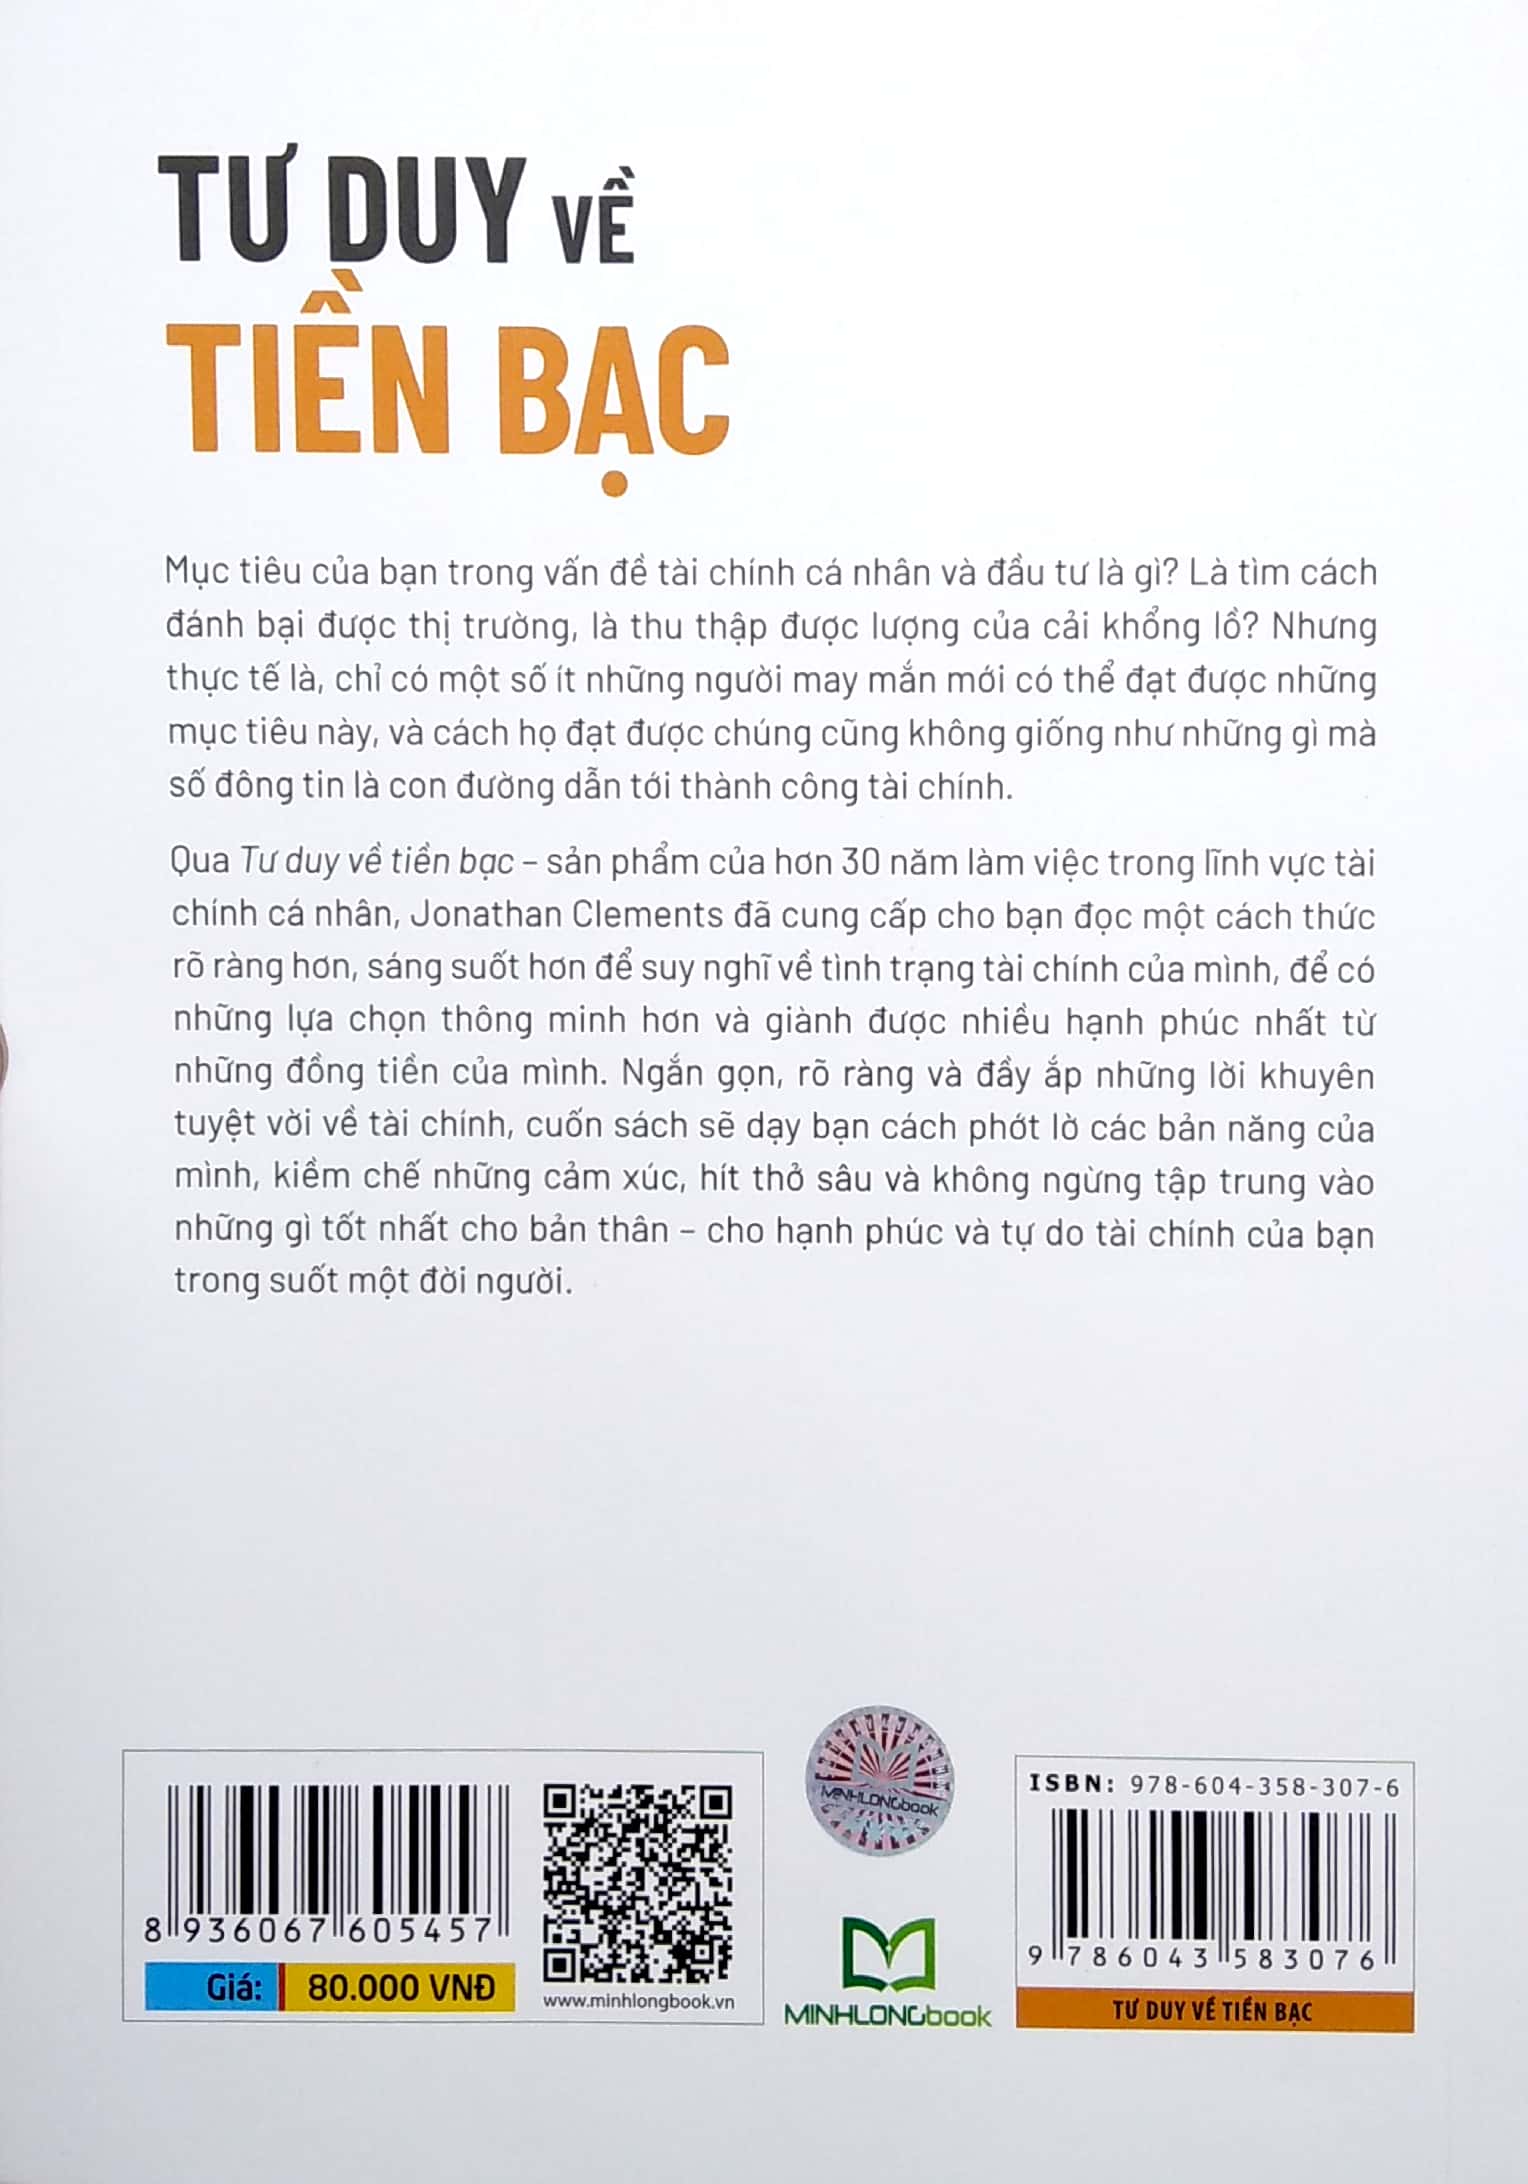 TƯ DUY VỀ
TIỀN BẠC
Mục tiêu của bạn trong vấn đề tài chính cá nhân và đầu tư là gì? Là tìm cách
đánh bại được thị trường, là thu thập được lượng của cải khổng lồ? Nhưng
thực tế là, chỉ có một số ít những người may mắn mới có thể đạt được những
mục tiêu này, và cách họ đạt được chúng cũng không giống như những gì mà
số đông tin là con đường dẫn tới thành công tài chính.
Qua Tư duy về tiền bạc – sản phẩm của hơn 30 năm làm việc trong lĩnh vực tài
chính cá nhân, Jonathan Clements đã cung cấp cho bạn đọc một cách thức
rõ ràng hơn, sáng suốt hơn để suy nghĩ về tình trạng tài chính của mình, để có
những lựa chọn thông minh hơn và giành được nhiều hạnh phúc nhất từ
những đồng tiền của mình. Ngắn gọn, rõ ràng và đầy ắp những lời khuyên
tuyệt vời về tài chính, cuốn sách sẽ dạy bạn cách phớt lờ các bản năng của
mình, kiềm chế những cảm xúc, hít thở sâu và không ngừng tập trung vào
những gì tốt nhất cho bản thân – cho hạnh phúc và tự do tài chính của bạn
trong suốt một đời người.
8 936067 605457
Giá: 80.000 VNĐ
www.minhlongbook.vn
MINHLONGbook
MINHLONGbook
ISBN: 978-604-358-307-6
9 786043 583076
TƯ DUY VỀ TIỀN BẠC